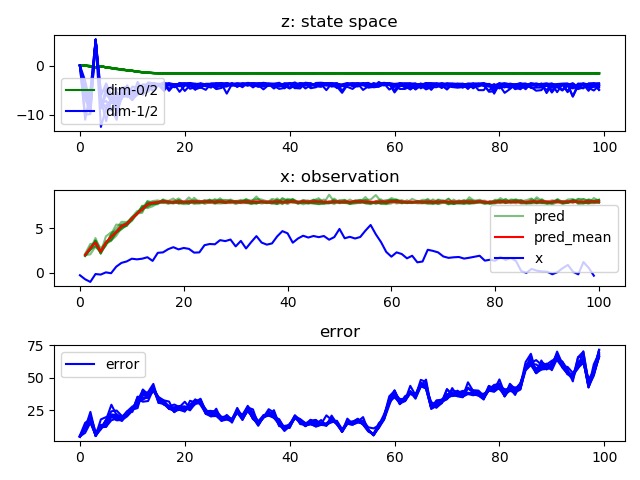 z: state space
0
−10
dim-0/2
dim-1/2
0 20 40 60 80 100
x: observation
5
0
pred
pred_mean
x
0 20 40 60 80 100
error
75
50
25
error
0 20 40 60 80 100